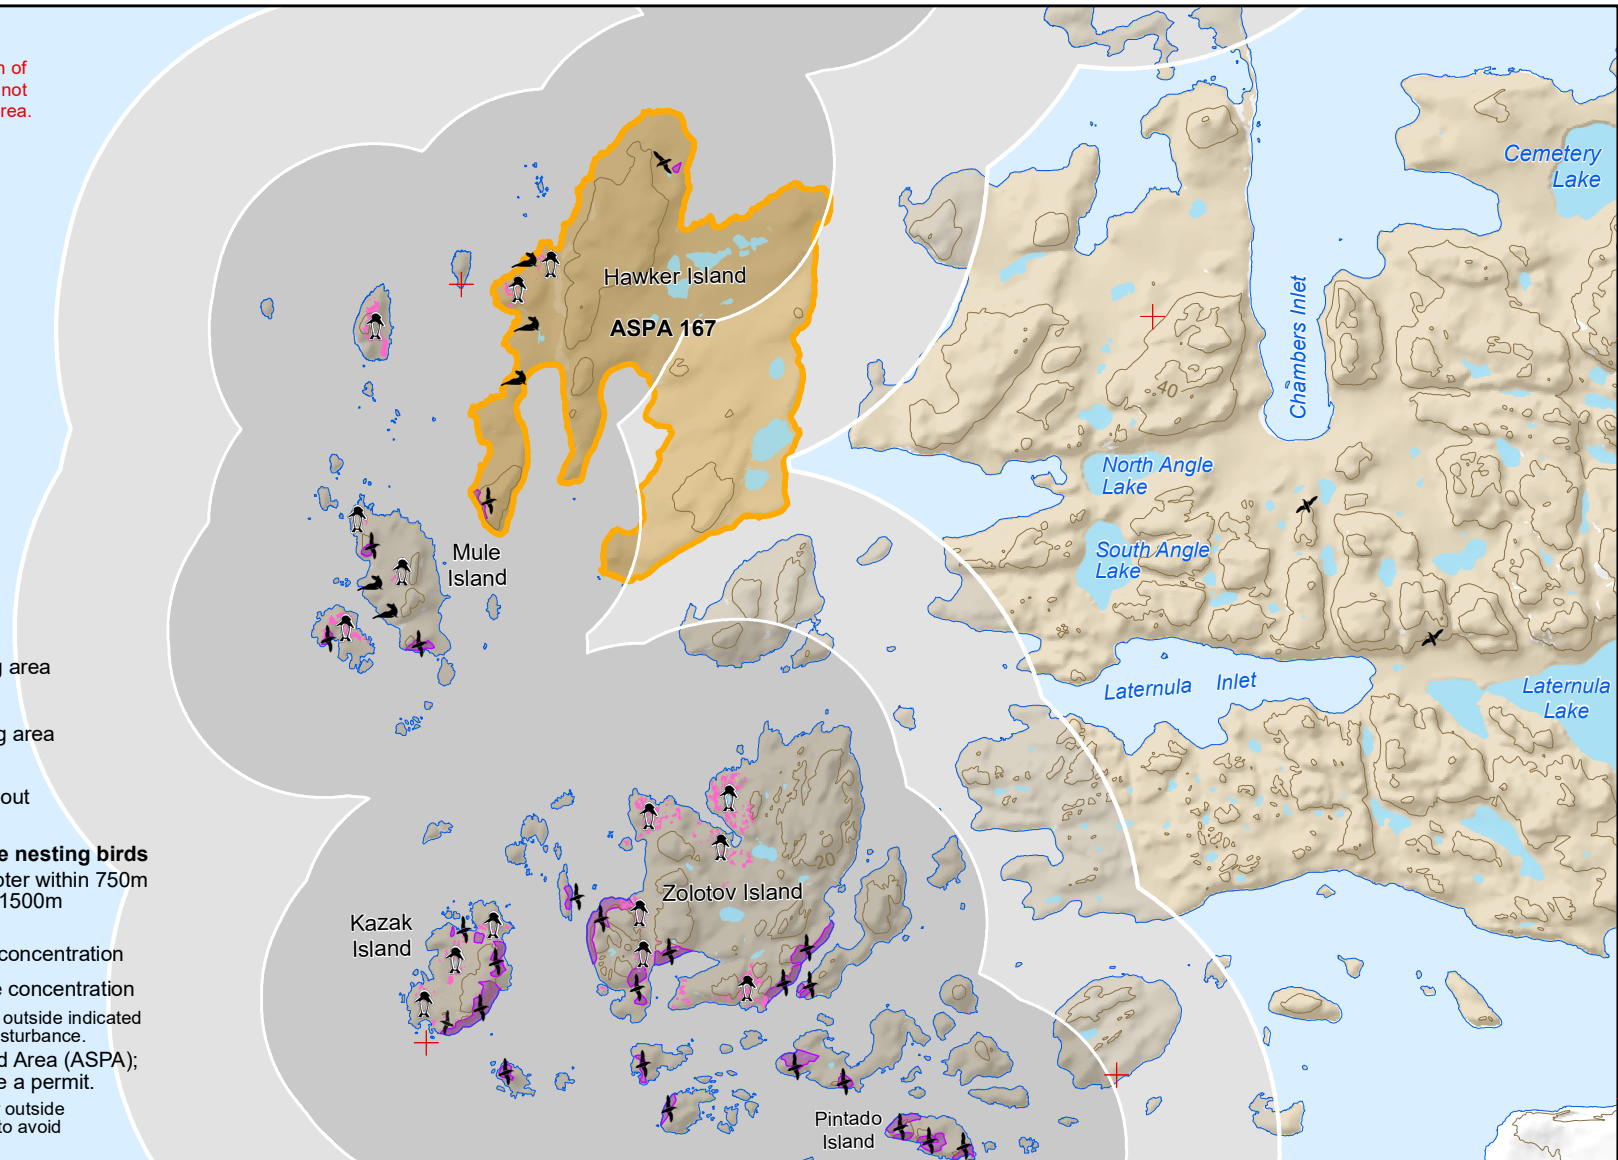 n of
not
rea.
Cemetery
Lake
Hawker Island
ASPA 167
Chambers Inlet
40
North Angle
Lake
South Angle
Lake
Mule
Island
Laternula Inlet
Laternula
Lake
g area
g area
out
e nesting birds
oter within 750m
1500m
concentration
e concentration
outside indicated
sturbance.
d Area (ASPA);
e a permit.
outside
to avoid
20
Zolotov Island
Kazak
Island
Pintado
Island